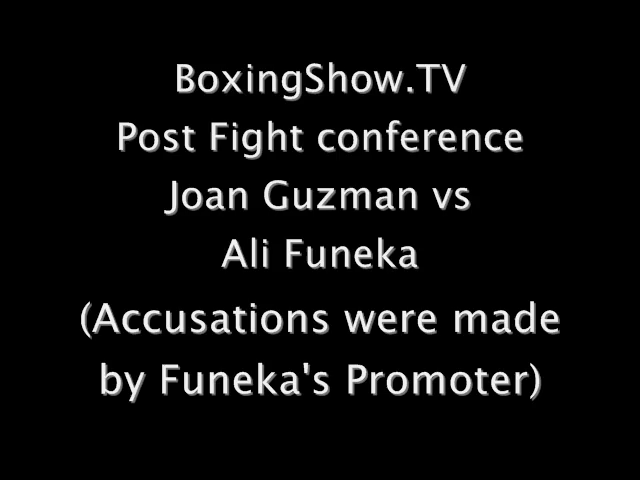 BoxingShow.TV
Post Fight conference
Joan Guzman vs
Ali Funeka
(Accusations were made
by Funeka's Promoter)